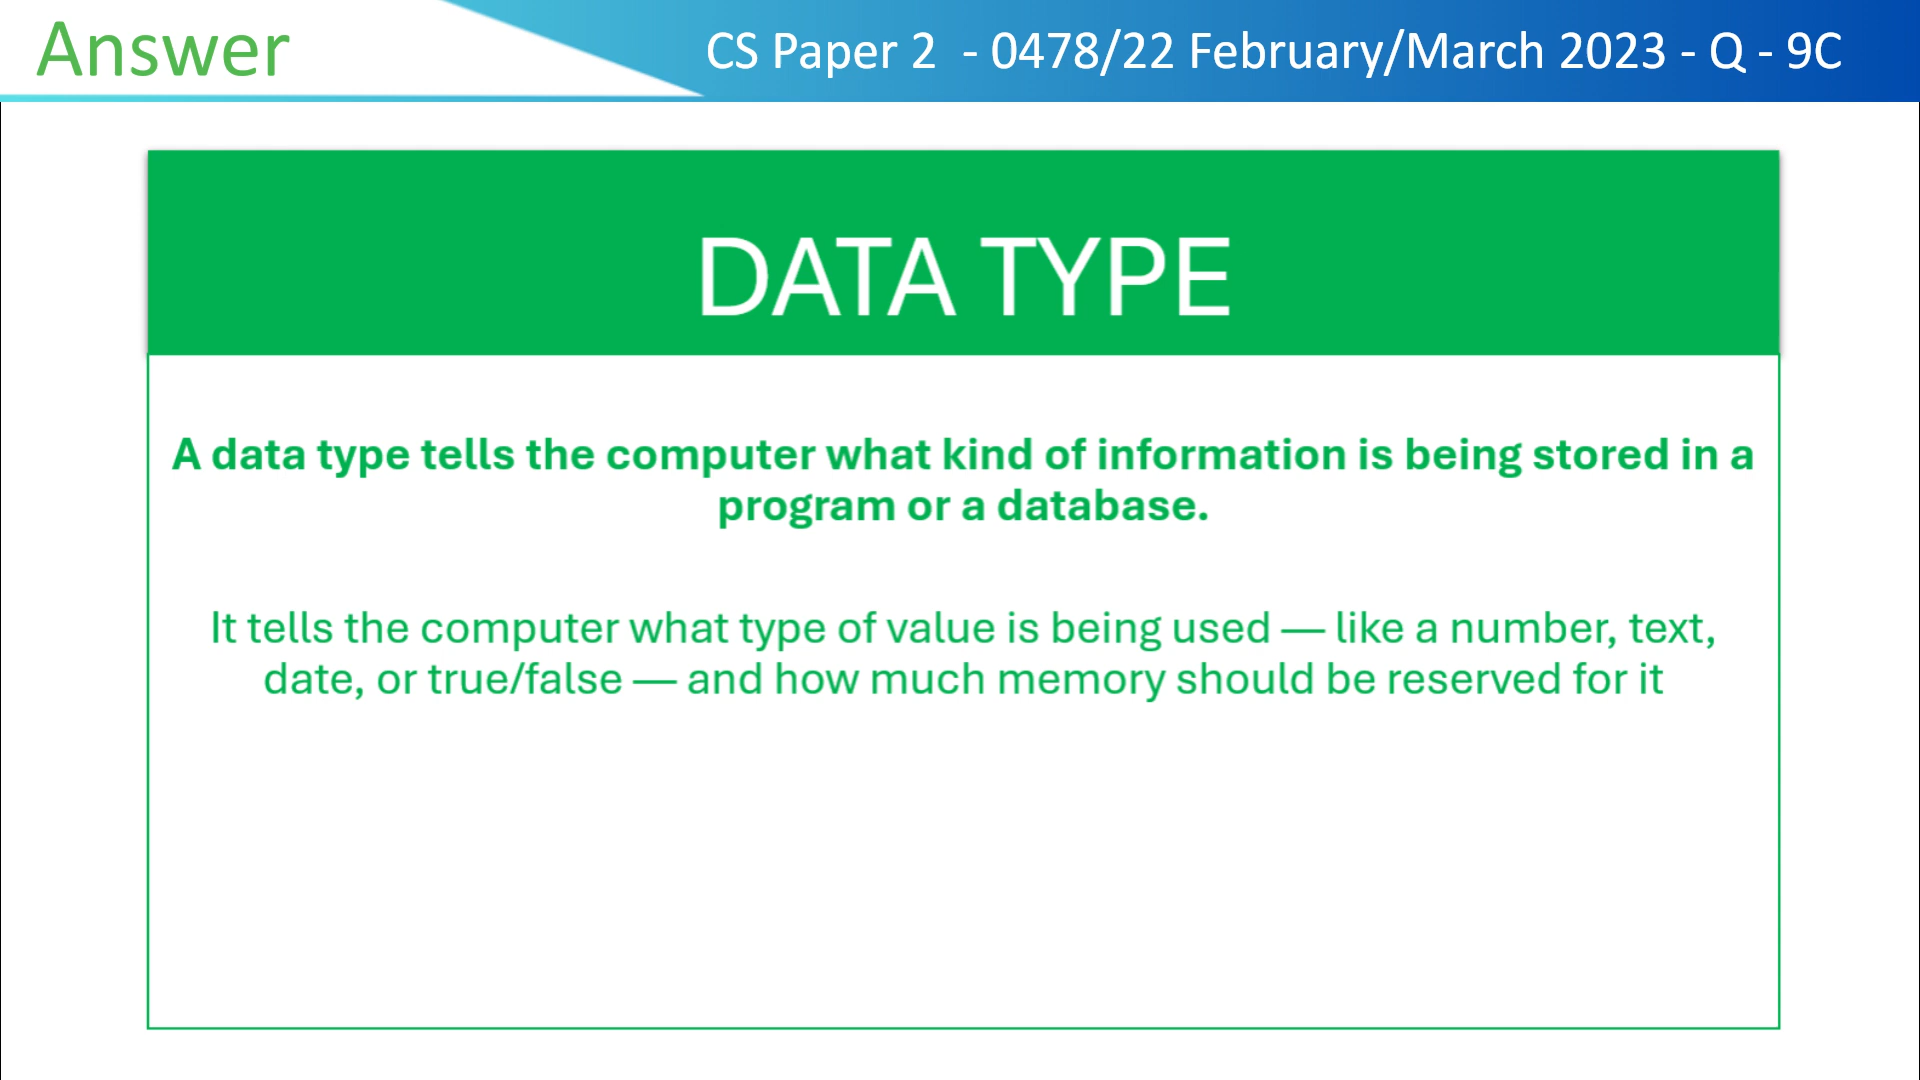 Answer
CS Paper 2  - 0478/22 February/March 2023 - Q - 9C
DATA TYPE
A data type tells the computer what kind of information is being stored in a
program or a database.
It tells the computer what type of value is being used — like a number, text,
date, or true/false — and how much memory should be reserved for it